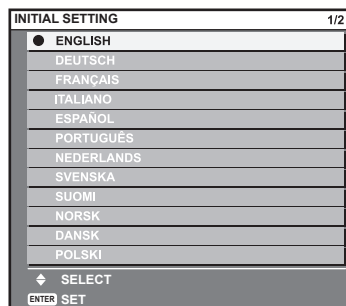 INITIAL SETTING 1/2
ENGLISH
DEUTSCH
FRANÇAIS
ITALIANO
ESPAÑOL
PORTUGUÊS
NEDERLANDS
SVENSKA
SUOMI
NORSK
DANSK
POLSKI
SELECT
ENTER SET